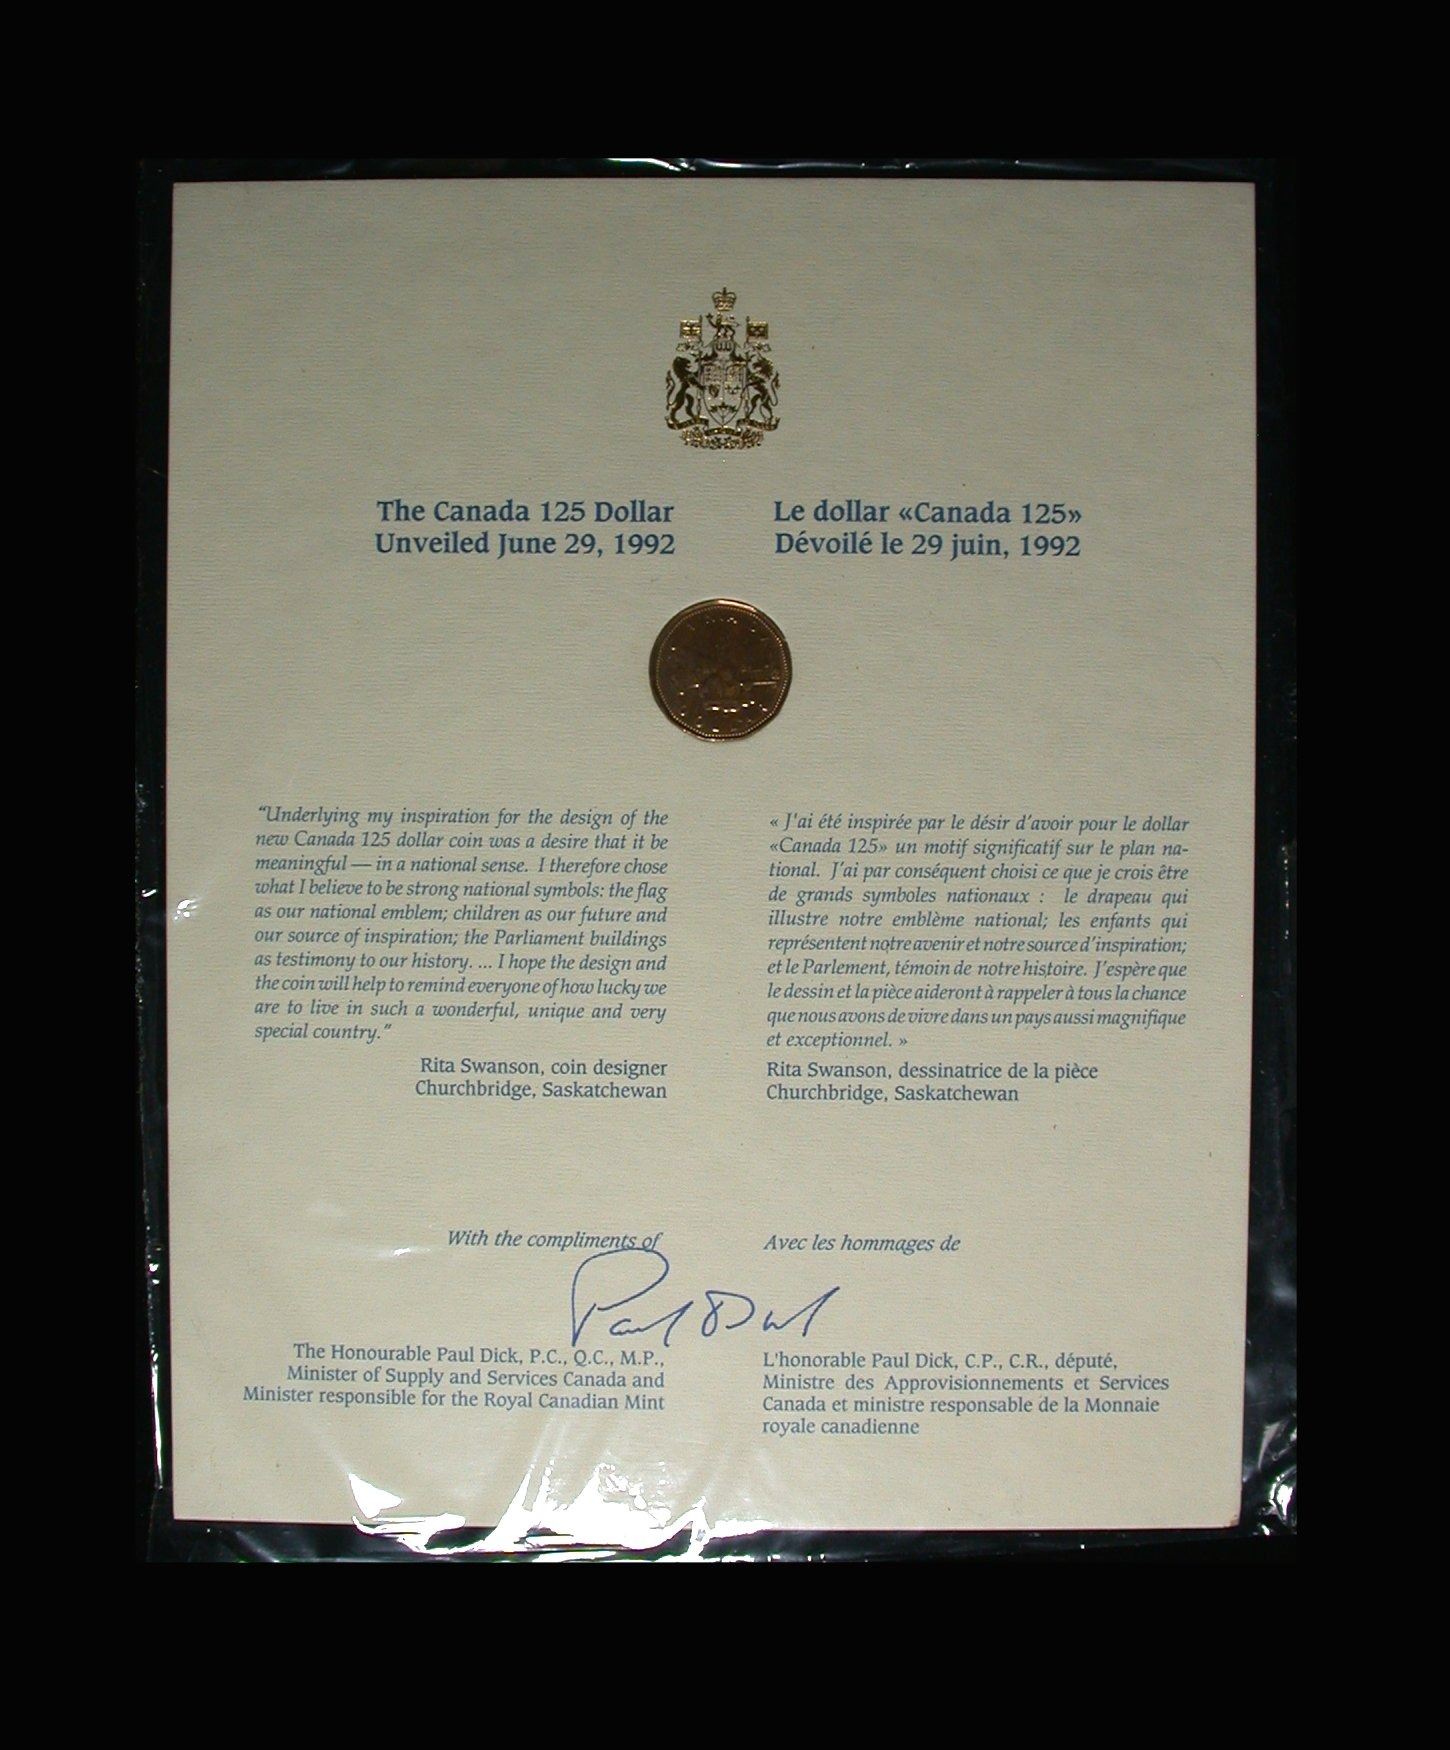 The Canada 125 Dollar
Unveiled June 29, 1992
Le dollar «Canada 125»
Dévoilé le 29 juin, 1992
“Underlying my inspiration for the design of the
new Canada 125 dollar coin was a desire that it be
meaningful — in a national sense. I therefore chose
what I believe to be strong national symbols: the flag
as our national emblem; children as our future and
our source of inspiration; the Parliament buildings
as testimony to our history. ... I hope the design and
the coin will help to remind everyone of how lucky we
are to live in such a wonderful, unique and very
special country.”
Rita Swanson, coin designer
Churchbridge, Saskatchewan
« J'ai été inspirée par le désir d'avoir pour le dollar
«Canada 125» un motif significatif sur le plan na-
tional. J'ai par conséquent choisi ce que je crois être
de grands symboles nationaux : le drapeau qui
illustre notre emblème national; les enfants qui
représentent notre avenir et notre source d'inspiration;
et le Parlement, témoin de notre histoire. J'espère que
le dessin et la pièce aideront à rappeler à tous la chance
que nous avons de vivre dans un pays aussi magnifique
et exceptionnel. »
Rita Swanson, dessinatrice de la pièce
Churchbridge, Saskatchewan
With the compliments of
Avec les hommages de
Paul Dick
The Honourable Paul Dick, P.C., Q.C., M.P.,
Minister of Supply and Services Canada and
Minister responsible for the Royal Canadian Mint
L'honorable Paul Dick, C.P., C.R., député,
Ministre des Approvisionnements et Services
Canada et ministre responsable de la Monnaie
royale canadienne